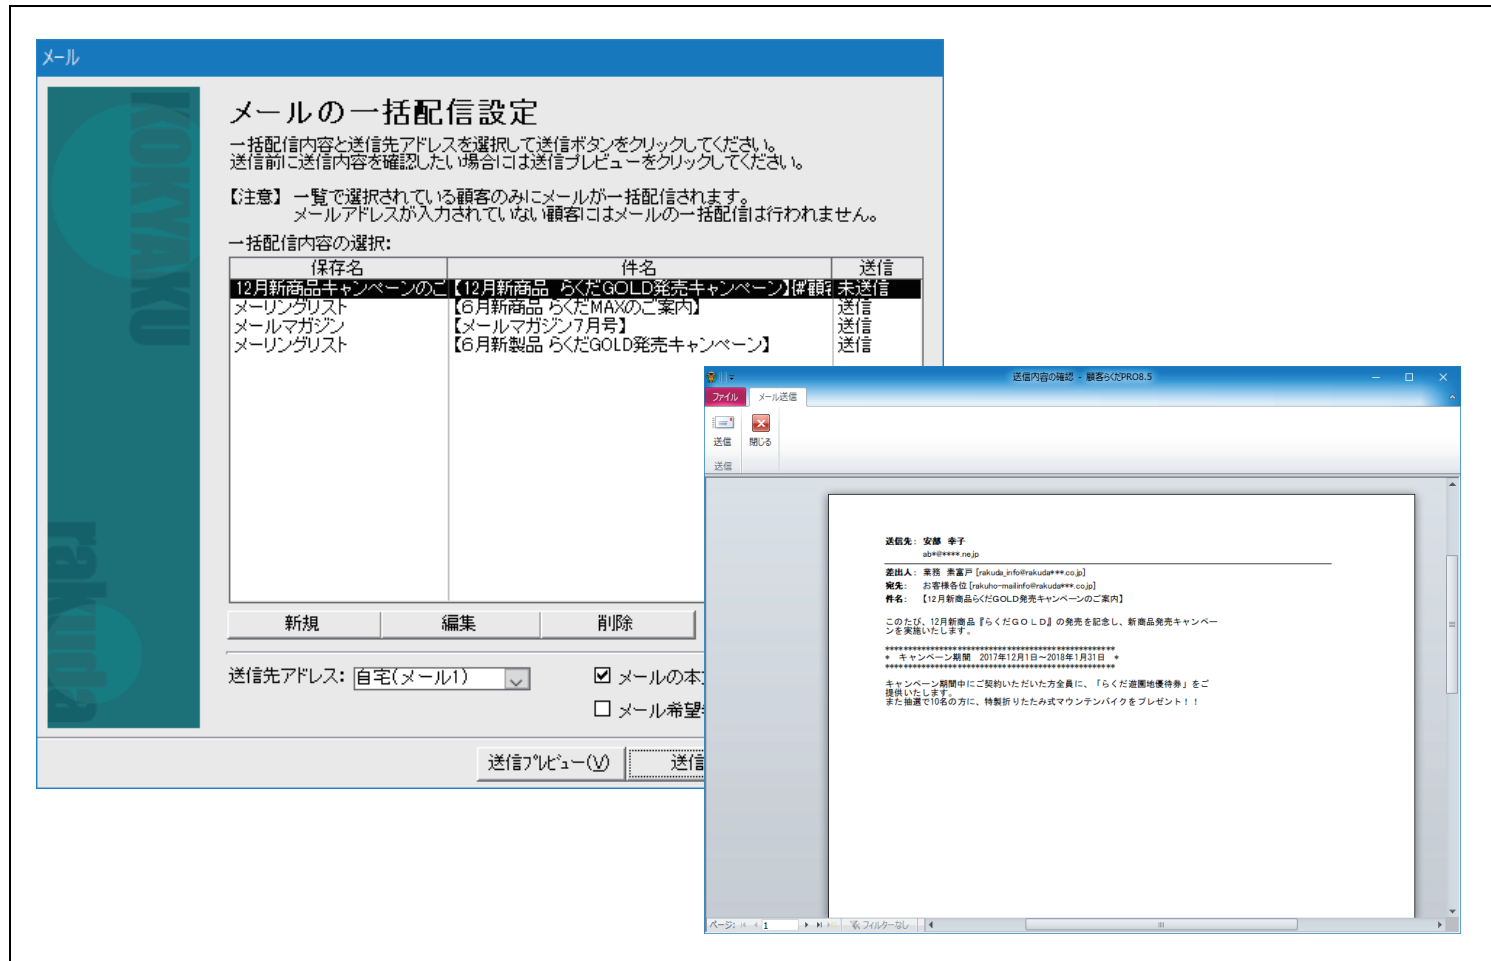 メール
KOKYAKU
rakuda
メールの一括配信設定
一括配信内容と送信先アドレスを選択して送信ボタンをクリックしてください。
送信前に送信内容を確認したい場合には送信プレビューをクリックしてください。
【注意】 一覧で選択されている顧客のみにメールが一括配信されます。
メールアドレスが入力されていない顧客にはメールの一括配信は行われません。
一括配信内容の選択:
保存名 件名 送信
12月新商品キャンペーンのご 【12月新商品 らくだGOLD発売キャンペーン】{#顧客 未送信
メーリングリスト 【6月新商品 らくだMAXのご案内】 送信
メールマガジン 【メールマガジン7月号】 送信
メーリングリスト 【6月新製品 らくだGOLD発売キャンペーン】 送信
新規 編集 削除
送信先アドレス: 自宅(メール1)
メールの本文
メール希望
送信プレビュー(V) 送信
送信内容の確認 - 顧客らくだPRO8.5
ファイル メール送信
送信 閉じる
送信
送信先: 安部 幸子
ab*@****.ne.jp
差出人: 業務 素富戸 [rakuda_info@rakuda***.co.jp]
宛先: お客様各位 [rakuho-mailinfo@rakuda***.co.jp]
件名: 【12月新商品らくだGOLD発売キャンペーンのご案内】
このたび、12月新商品『らくだＧＯＬＤ』の発売を記念し、新商品発売キャンペー
ンを実施いたします。
**************************************************
* キャンペーン期間 2017年12月1日~2018年1月31日 *
**************************************************
キャンペーン期間中にご契約いただいた方全員に、「らくだ遊園地優待券」をご
提供いたします。
また抽選で10名の方に、特製折りたたみ式マウンテンバイクをプレゼント！！
ページ: 1 フィルターなし